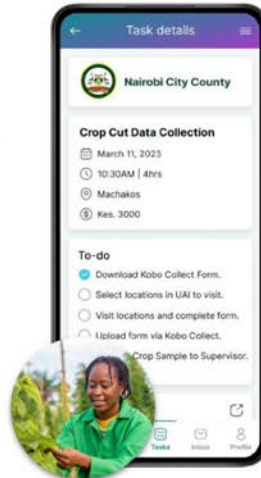 Task details
Nairobi City County
Crop Cut Data Collection
March 11, 2023
10:30AM | 4hrs
Machakos
Kes. 3000
To-do
Download Kobo Collect Form.
Select locations in UAI to visit.
Visit locations and complete form.
Upload form via Kobo Collect.
Crop Sample to Supervisor.
Tasks
Inbox
Profile